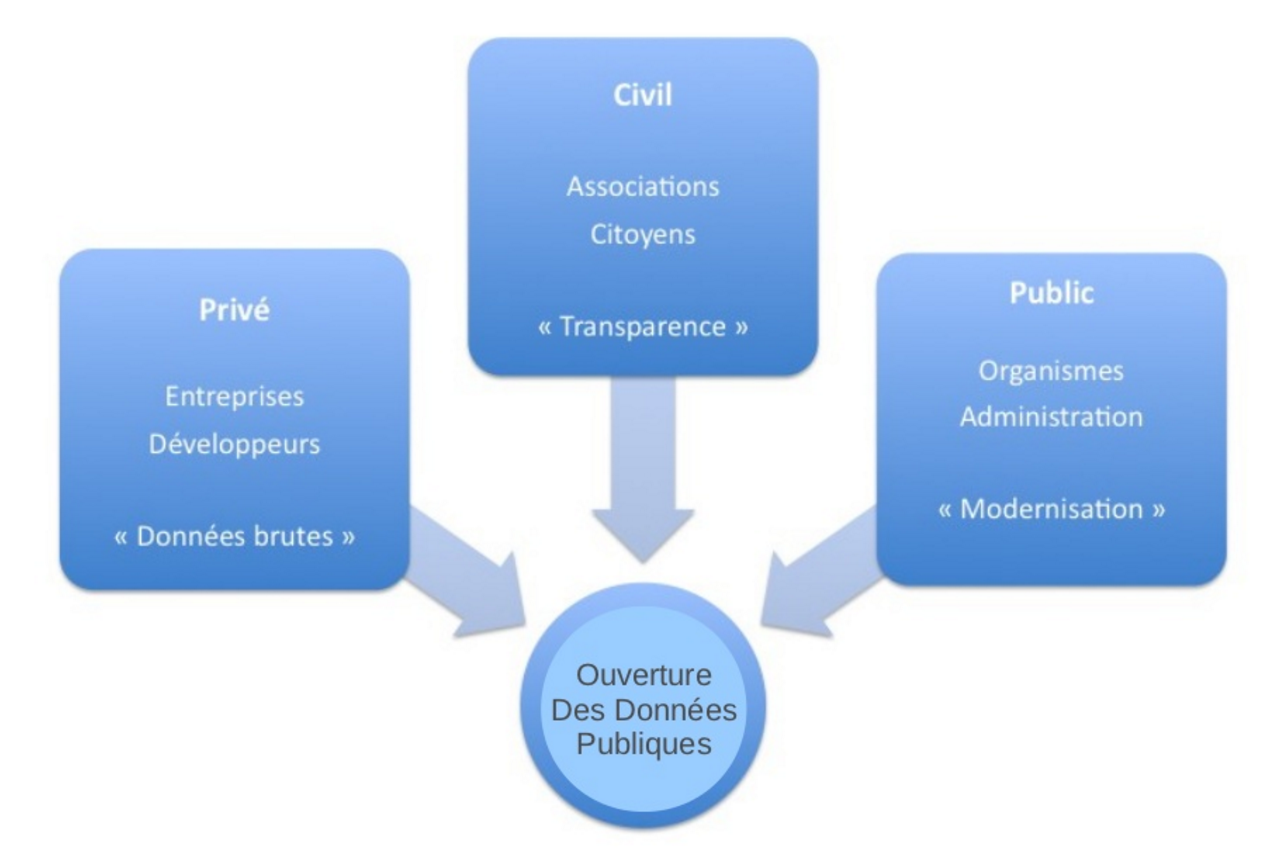 Civil
Associations
Citoyens
« Transparence »
Privé
Entreprises
Développeurs
« Données brutes »
Public
Organismes
Administration
« Modernisation »
Ouverture
Des Données
Publiques